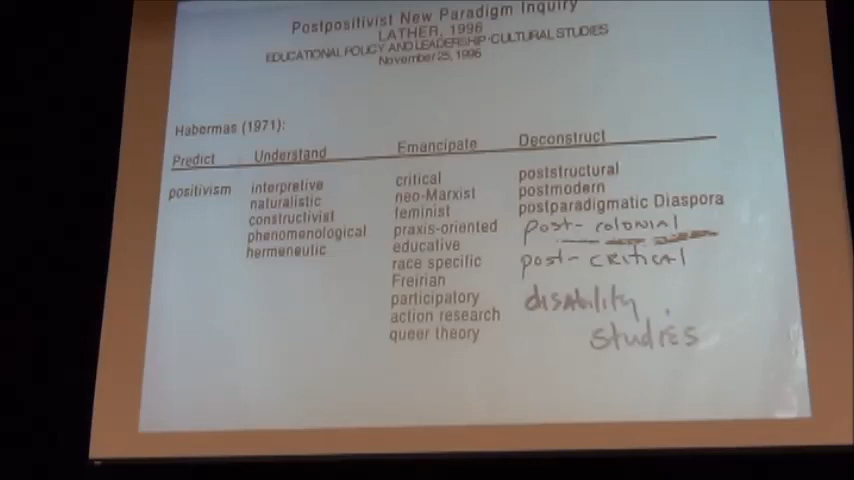 Postpositivist New Paradigm Inquiry
LATHER, 1996
EDUCATIONAL POLICY AND LEADERSHIP-CULTURAL STUDIES
November 25, 1996
Habermas (1971):
Predict Understand Emancipate Deconstruct
positivism interpretive critical poststructural
naturalistic neo-Marxist postmodern
constructivist feminist postparadigmatic Diaspora
phenomenological praxis-oriented post-colonial
hermeneutic educative
race specific post-critical
Freirian
participatory disability
action research
queer theory studies